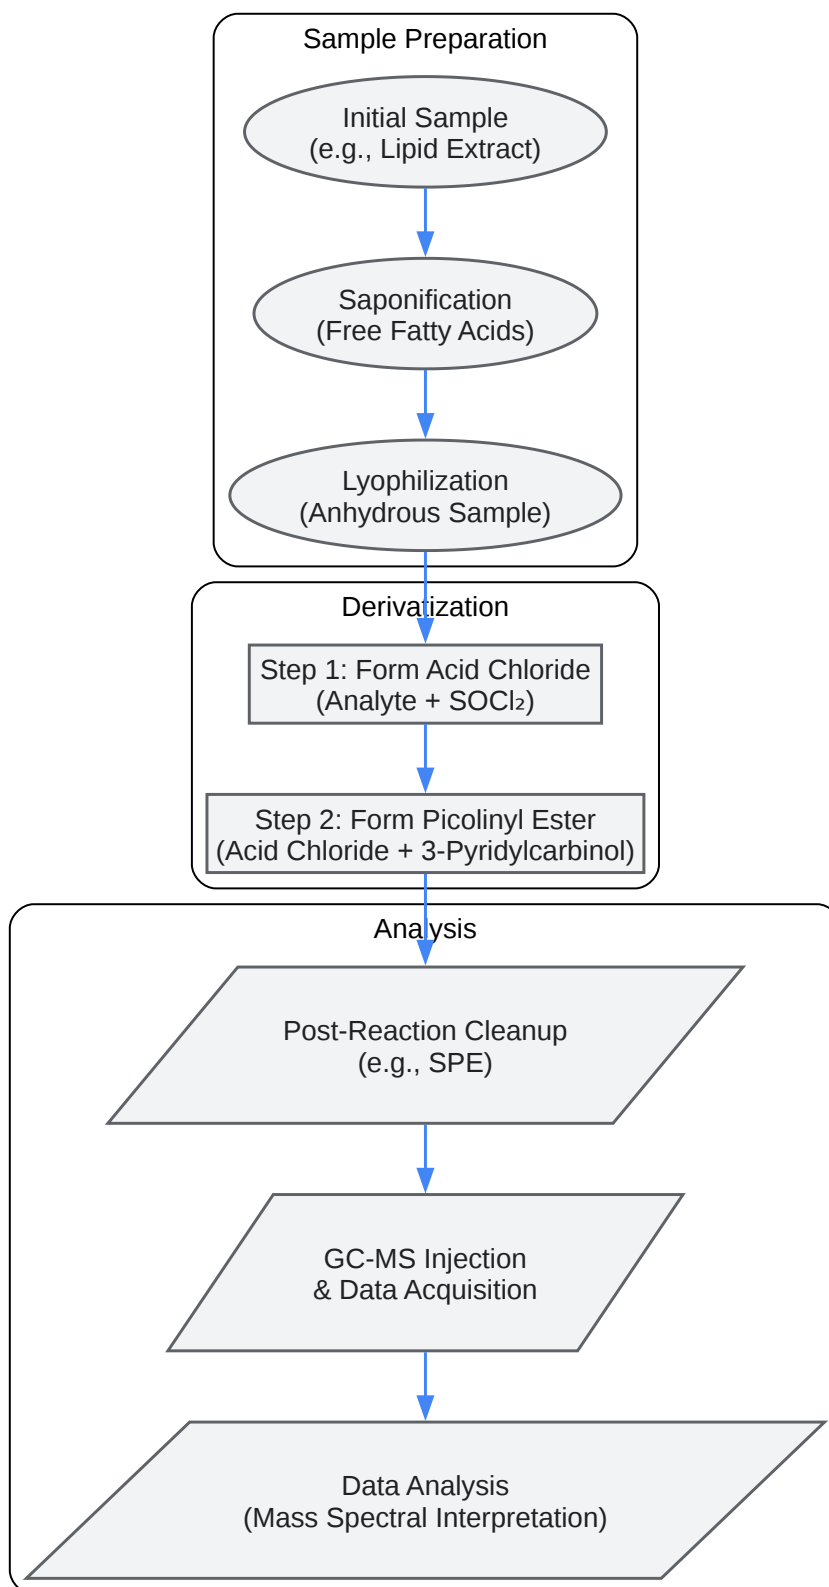 Sample Preparation
Initial Sample
(e.g., Lipid Extract)
Saponification
(Free Fatty Acids)
Lyophilization
(Anhydrous Sample)
Derivatization
Step 1: Form Acid Chloride
(Analyte + SOCl₂)
Step 2: Form Picolinyl Ester
(Acid Chloride + 3-Pyridylcarbinol)
Analysis
Post-Reaction Cleanup
(e.g., SPE)
GC-MS Injection
& Data Acquisition
Data Analysis
(Mass Spectral Interpretation)